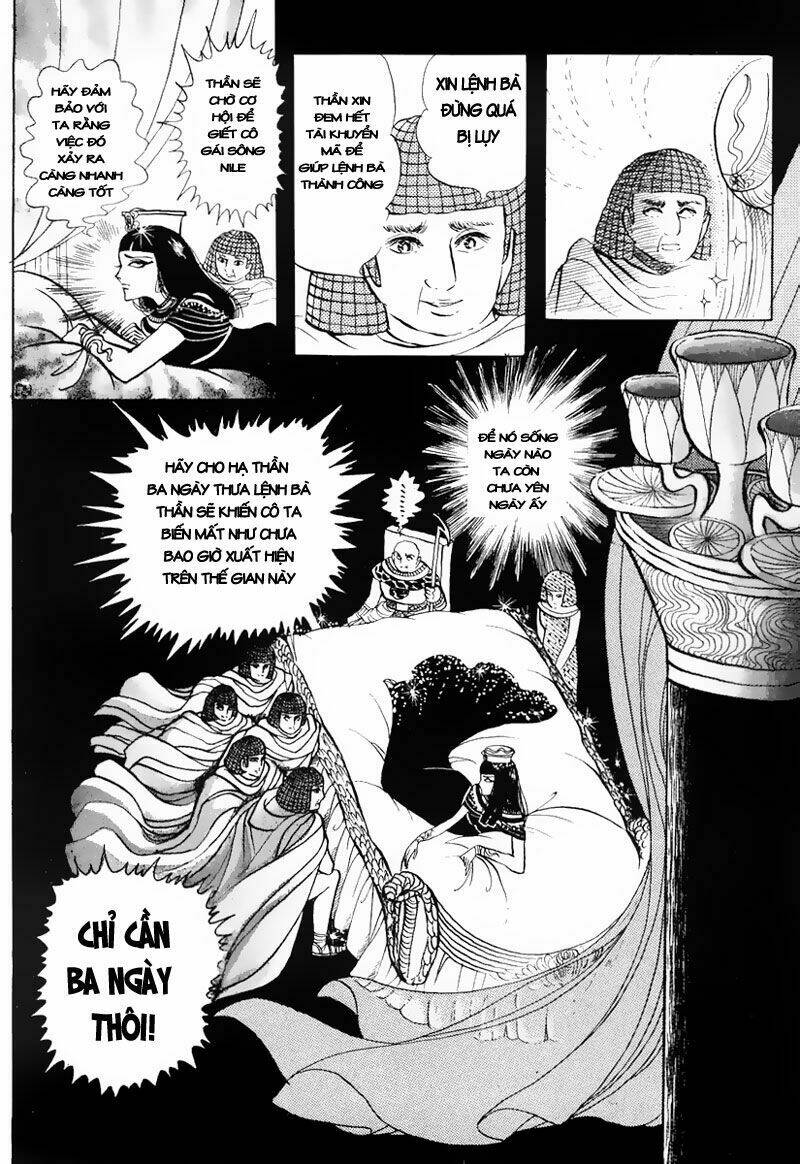 HÃY ĐẢM
BẢO VỚI
TA RẰNG
VIỆC ĐÓ
XẢY RA
CÀNG NHANH
CÀNG TỐT
THẦN SẼ
CHỜ CƠ
HỘI ĐỂ
GIẾT CÔ
GÁI SÔNG
NILE
THẦN XIN
ĐEM HẾT
TÀI KHUYỂN
MÃ ĐỂ
GIÚP LỆNH BÀ
THÀNH CÔNG
XIN LỆNH BÀ
ĐỪNG QUÁ
BỊ LỤY
HÃY CHO HẠ THẦN
BA NGÀY THƯA LỆNH BÀ
THẦN SẼ KHIẾN CÔ TA
BIẾN MẤT NHƯ CHƯA
BAO GIỜ XUẤT HIỆN
TRÊN THẾ GIAN NÀY
ĐỂ NÓ SỐNG
NGÀY NÀO
TA CÒN
CHƯA YÊN
NGÀY ẤY
CHỈ CẦN
BA NGÀY
THÔI!